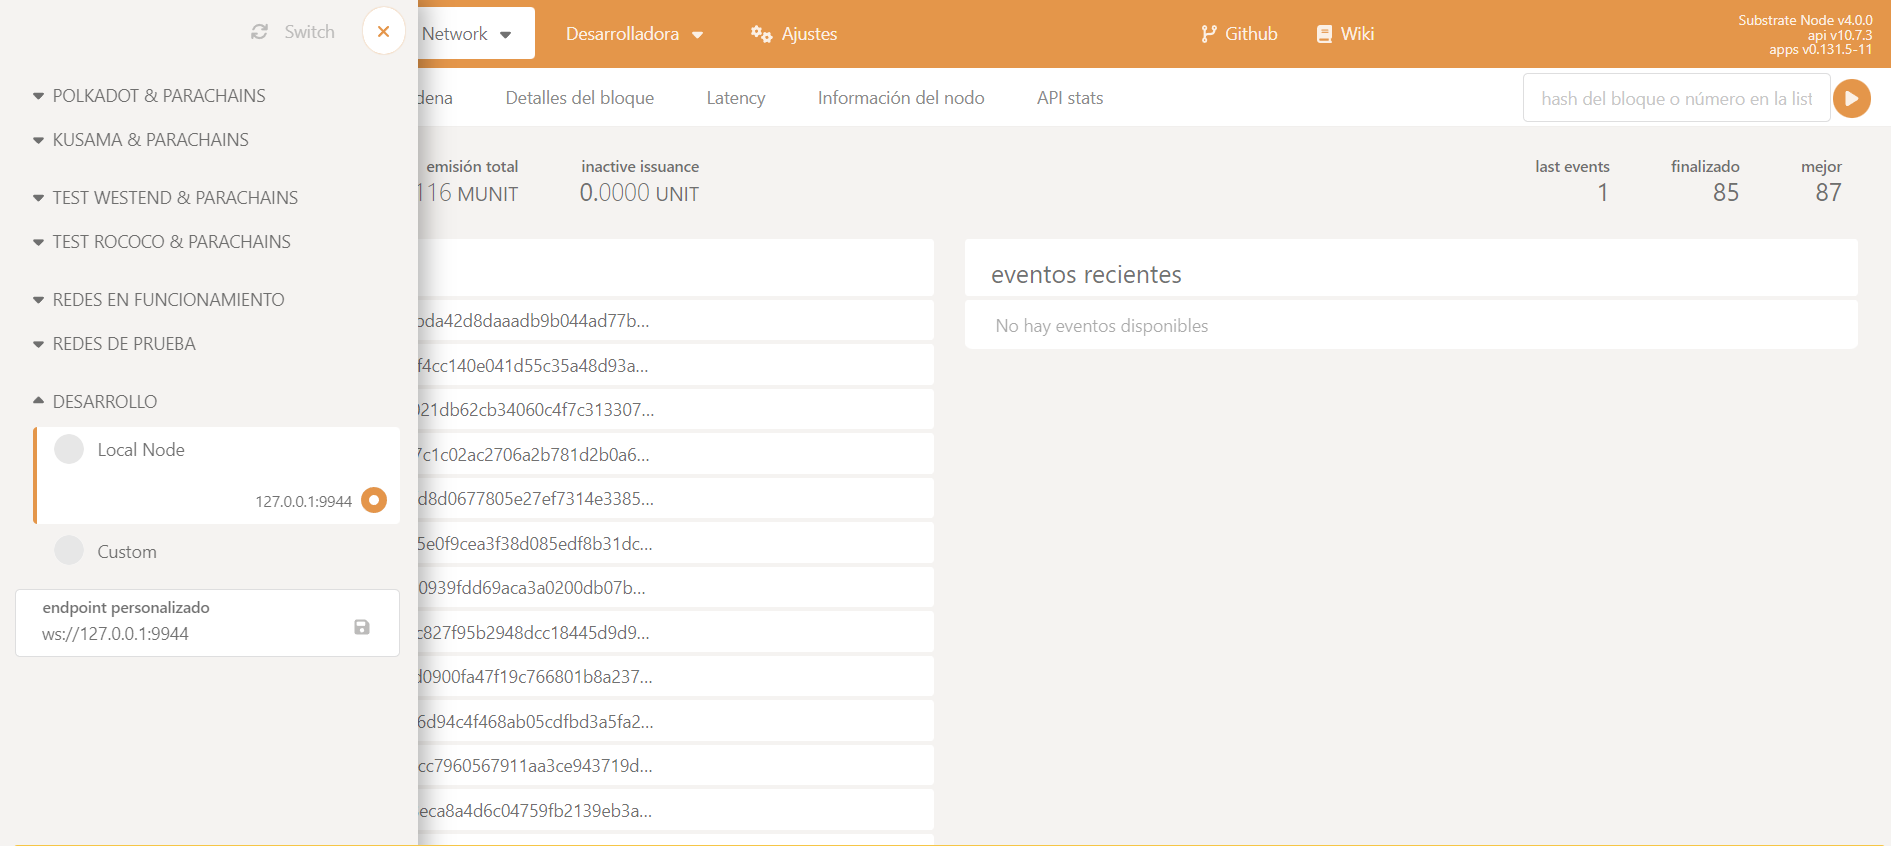 Switch
POLKADOT & PARACHAINS
KUSAMA & PARACHAINS
TEST WESTEND & PARACHAINS
TEST ROCOCO & PARACHAINS
REDES EN FUNCIONAMIENTO
REDES DE PRUEBA
DESARROLLO
Local Node
127.0.0.1:9944
Custom
endpoint personalizado
ws://127.0.0.1:9944
Network
Desarrolladora
Ajustes
Github
Wiki
Substrate Node v4.0.0
api v10.7.3
apps v0.131.5-11
dena
Detalles del bloque
Latency
Información del nodo
API stats
hash del bloque o número en la list
emisión total
116 MUNIT
inactive issuance
0.0000 UNIT
last events
1
finalizado
85
mejor
87
bda42d8daaadb9b044ad77b...
f4cc140e041d55c35a48d93a...
021db62cb34060c4f7c313307...
7c1c02ac2706a2b781d2b0a6...
d8d0677805e27ef7314e3385...
5e0f9cea3f38d085edf8b31dc...
0939fdd69aca3a0200db07b...
c827f95b2948dcc18445d9d9...
d0900fa47f19c766801b8a237...
6d94c4f468ab05cdfbd3a5fa2...
cc7960567911aa3ce943719d...
eca8a4d6c04759fb2139eb3a...
eventos recientes
No hay eventos disponibles